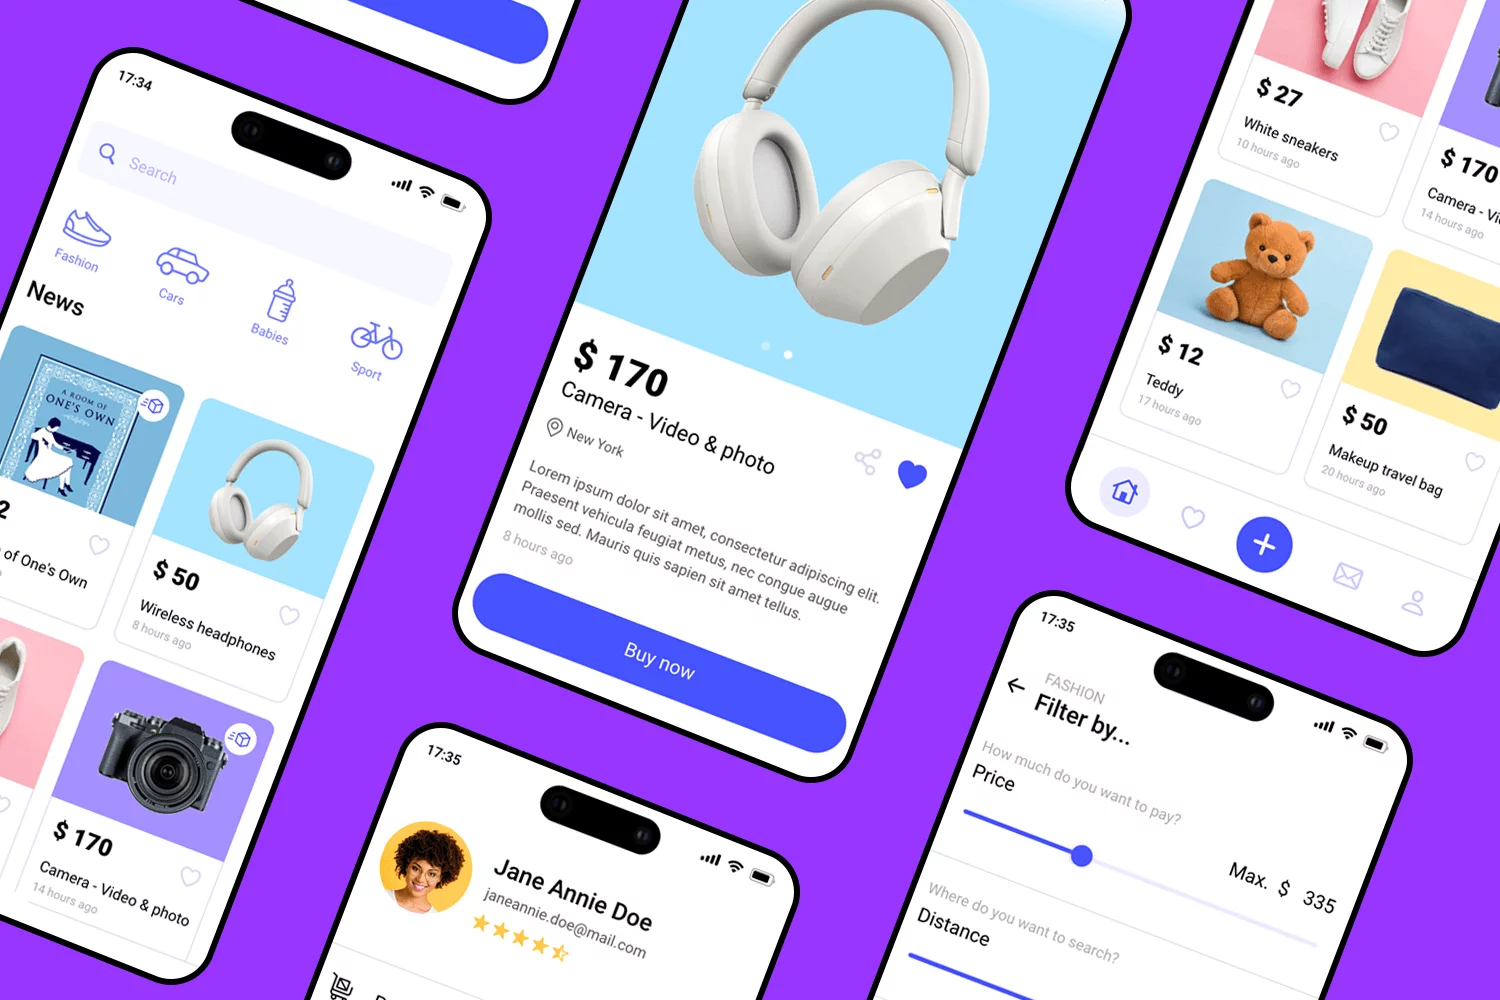 17:34
Search
Fashion
Cars
Babies
Sport
News
A ROOM OF
ONE'S OWN
2
of One's Own
$ 50
Wireless headphones
8 hours ago
$ 170
Camera - Video & photo
14 hours ago
$ 170
Camera - Video & photo
New York
Lorem ipsum dolor sit amet, consectetur adipiscing elit.
Praesent vehicula feugiat metus, nec congue augue
mollis sed. Mauris quis sapien sit amet tellus.
8 hours ago
Buy now
17:35
Jane Annie Doe
janeannie.doe@mail.com
$ 27
White sneakers
10 hours ago
$ 170
Camera - Vi
14 hours ago
$ 12
Teddy
17 hours ago
$ 50
Makeup travel bag
20 hours ago
17:35
FASHION
Filter by...
How much do you want to pay?
Price
Max. $ 335
Where do you want to search?
Distance